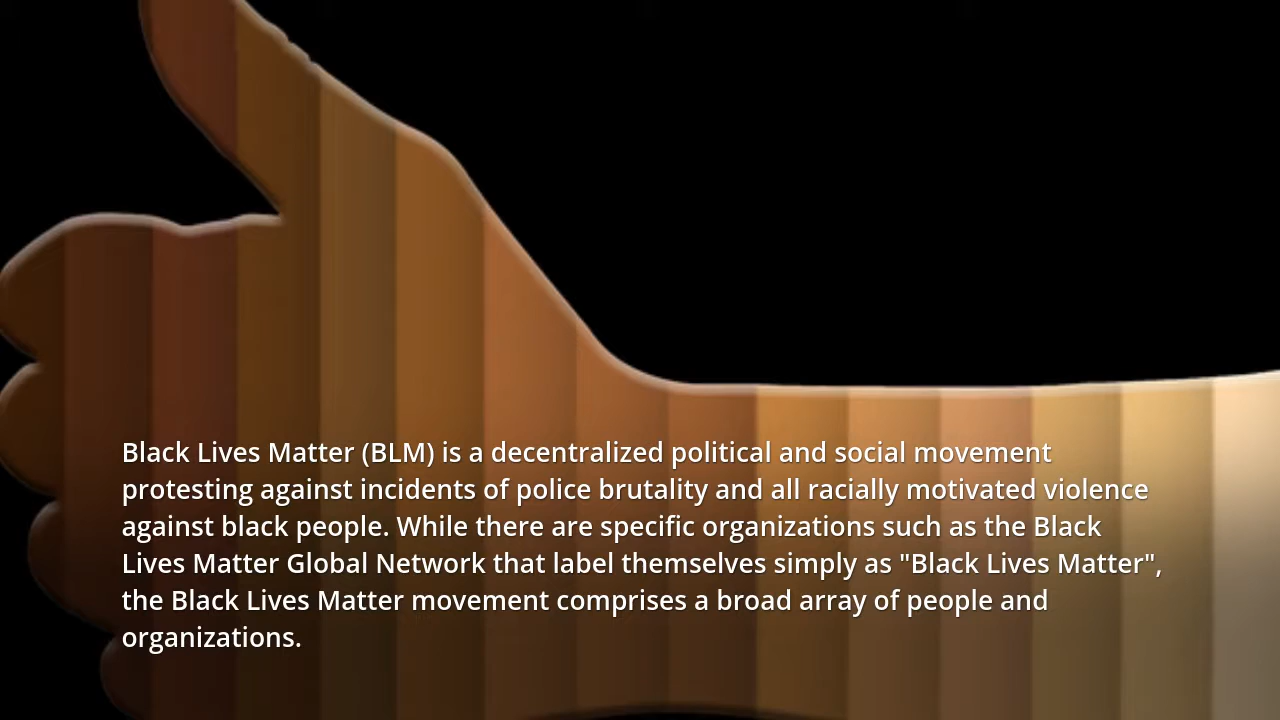 Black Lives Matter (BLM) is a decentralized political and social movement
protesting against incidents of police brutality and all racially motivated violence
against black people. While there are specific organizations such as the Black
Lives Matter Global Network that label themselves simply as "Black Lives Matter",
the Black Lives Matter movement comprises a broad array of people and
organizations.